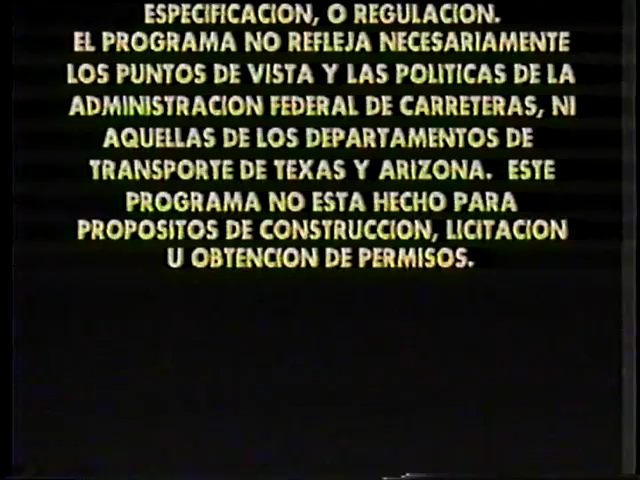 ESPECIFICACION, O REGULACION.
EL PROGRAMA NO REFLEJA NECESARIAMENTE
LOS PUNTOS DE VISTA Y LAS POLITICAS DE LA
ADMINISTRACION FEDERAL DE CARRETERAS, NI
AQUELLAS DE LOS DEPARTAMENTOS DE
TRANSPORTE DE TEXAS Y ARIZONA. ESTE
PROGRAMA NO ESTA HECHO PARA
PROPOSITOS DE CONSTRUCCION, LICITACION
U OBTENCION DE PERMISOS.